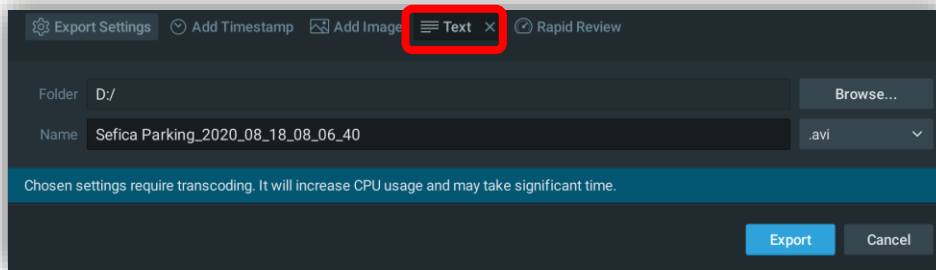 Export Settings Add Timestamp Add Image Text Rapid Review
Folder D:/ Browse...
Name Sefica Parking_2020_08_18_08_06_40 .avi
Chosen settings require transcoding. It will increase CPU usage and may take significant time.
Export Cancel